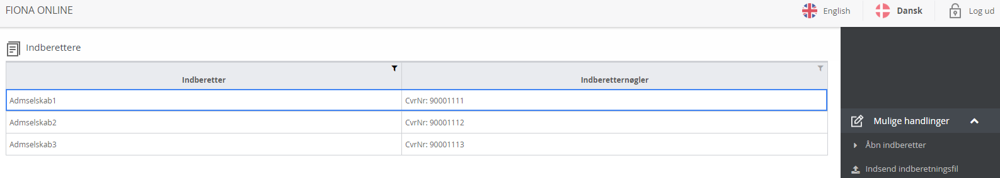 FIONA ONLINE
English
Dansk
Log ud
Indberettere
Indberetter
Indberetternøgler
Admselskab1
CvrNr: 90001111
Admselskab2
CvrNr: 90001112
Admselskab3
CvrNr: 90001113
Mulige handlinger
Åbn indberetter
Indsend indberetningsfil